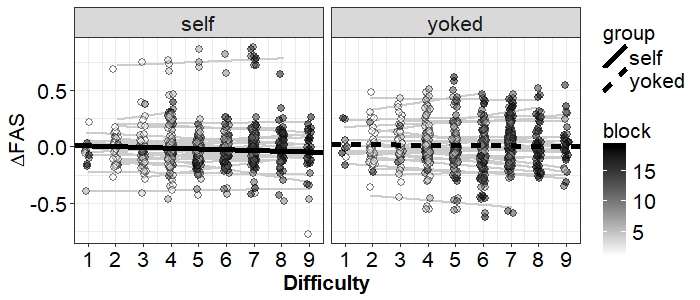 self yoked
group
self
yoked
block
15
10
5
ΔFAS
0.5
0.0
-0.5
1 2 3 4 5 6 7 8 9 1 2 3 4 5 6 7 8 9
Difficulty